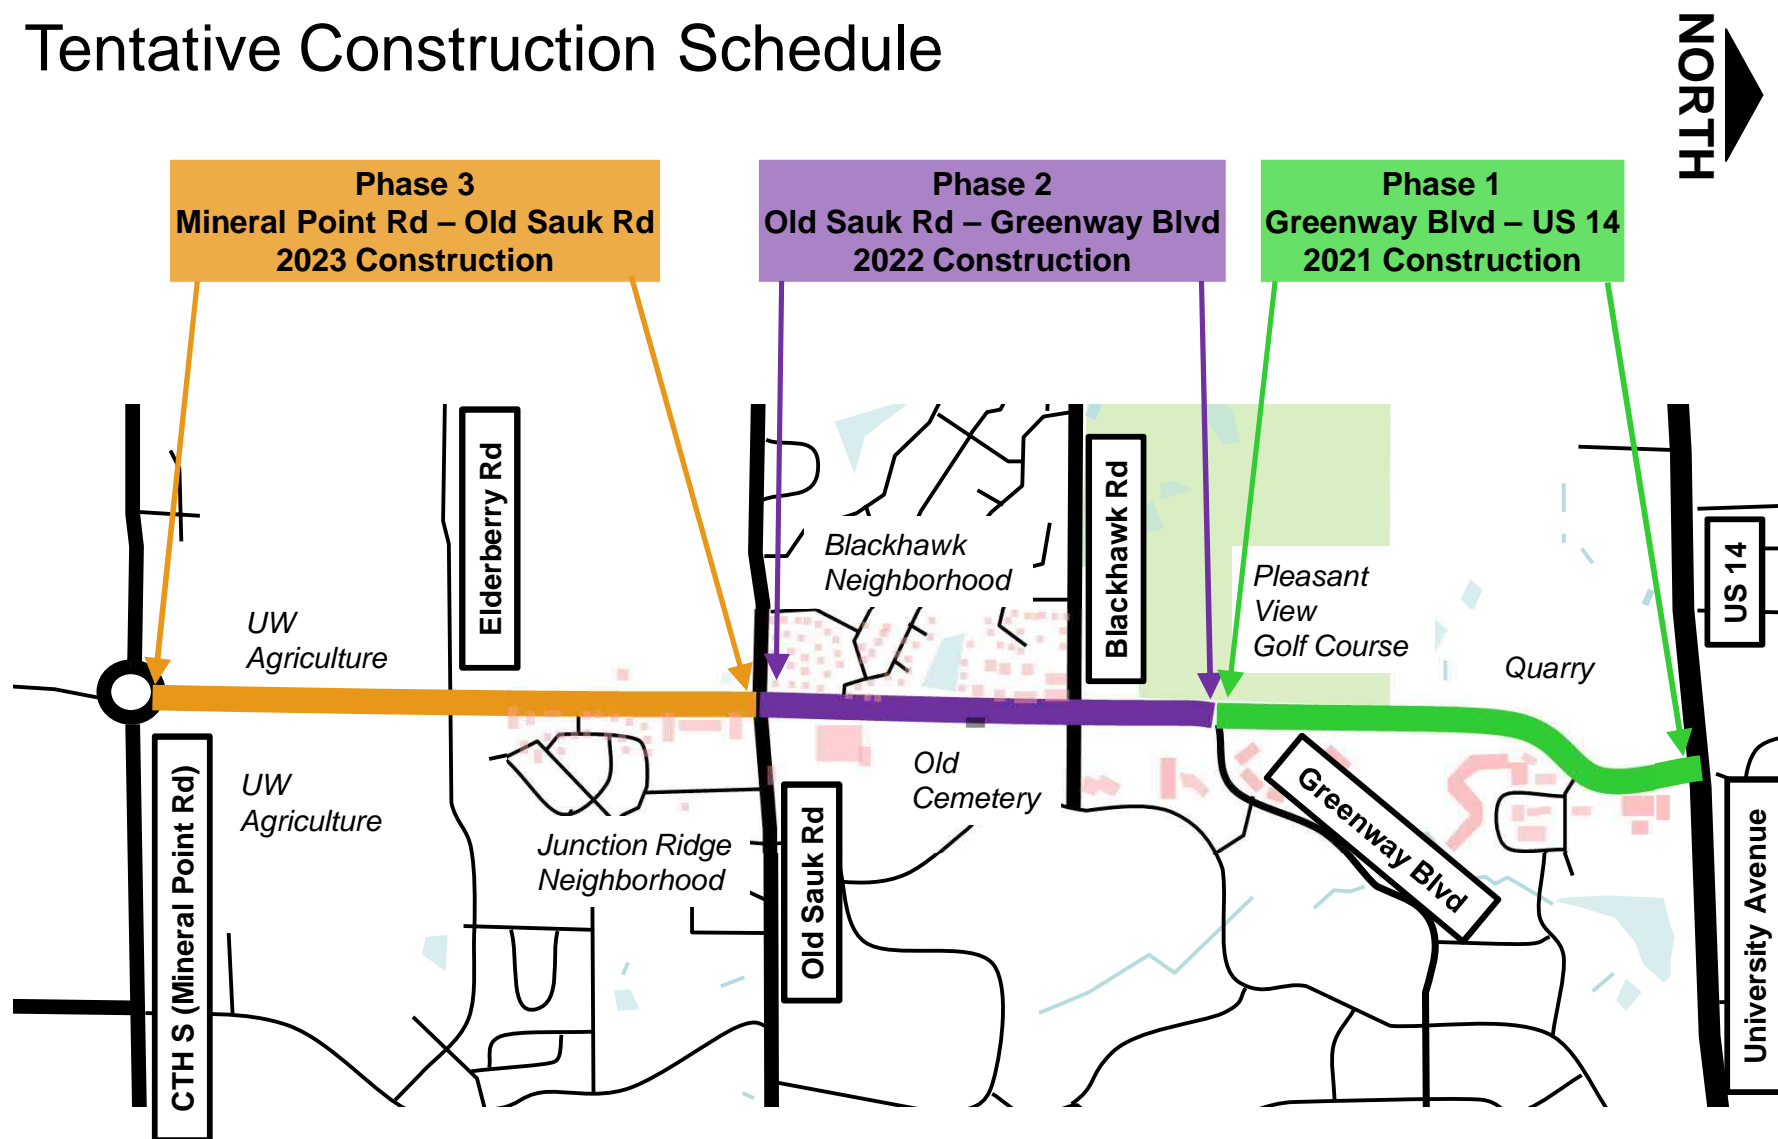 Tentative Construction Schedule
NORTH
Phase 3
Mineral Point Rd – Old Sauk Rd
2023 Construction
Phase 2
Old Sauk Rd – Greenway Blvd
2022 Construction
Phase 1
Greenway Blvd – US 14
2021 Construction
Elderberry Rd
Blackhawk
Neighborhood
Blackhawk Rd
Pleasant
View
Golf Course
US 14
UW
Agriculture
Quarry
UW
Agriculture
Old
Cemetery
Junction Ridge
Neighborhood
CTH S (Mineral Point Rd)
Old Sauk Rd
Greenway Blvd
University Avenue